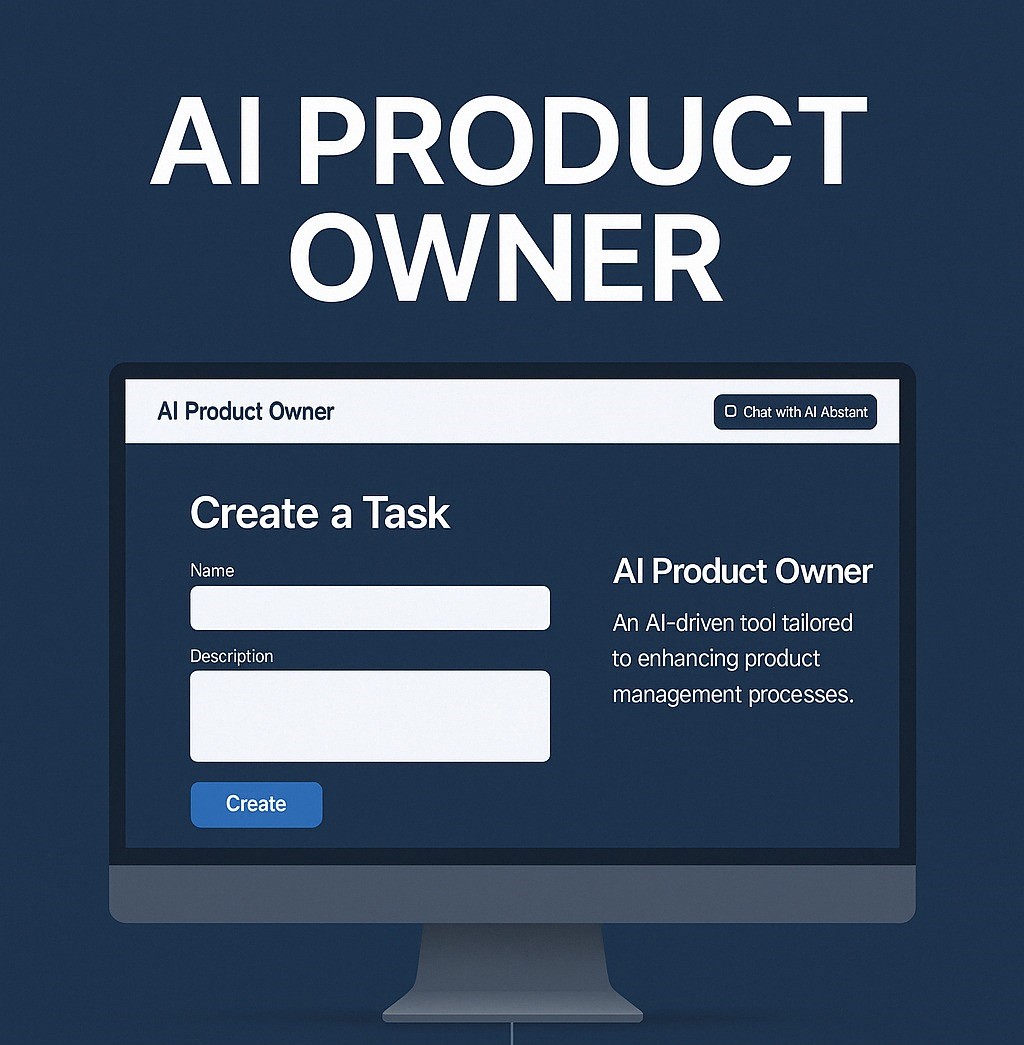 AI PRODUCT
OWNER
AI Product Owner
Chat with AI Abstant
Create a Task
Name
Description
Create
AI Product Owner
An AI-driven tool tailored
to enhancing product
management processes.